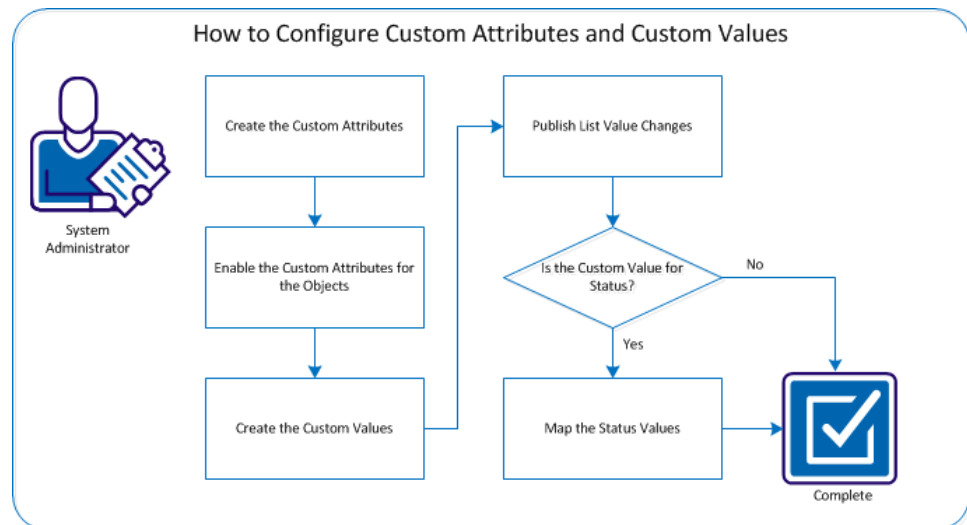 How to Configure Custom Attributes and Custom Values
System
Administrator
Create the Custom Attributes
Enable the Custom Attributes for
the Objects
Create the Custom Values
Publish List Value Changes
Is the Custom Value for
Status?
No
Yes
Map the Status Values
Complete